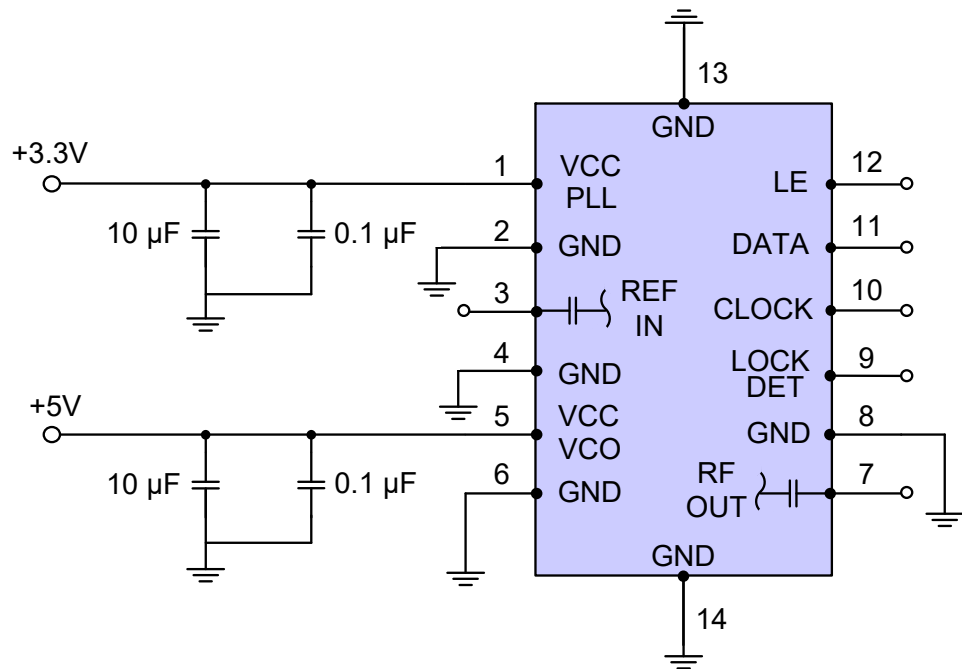 13
GND
+3.3V
1
VCC
PLL
12
LE
10 µF
0.1 µF
2
GND
11
DATA
3
REF
IN
10
CLOCK
4
GND
9
LOCK
DET
+5V
5
VCC
VCO
8
GND
10 µF
0.1 µF
6
GND
7
RF
OUT
GND
14